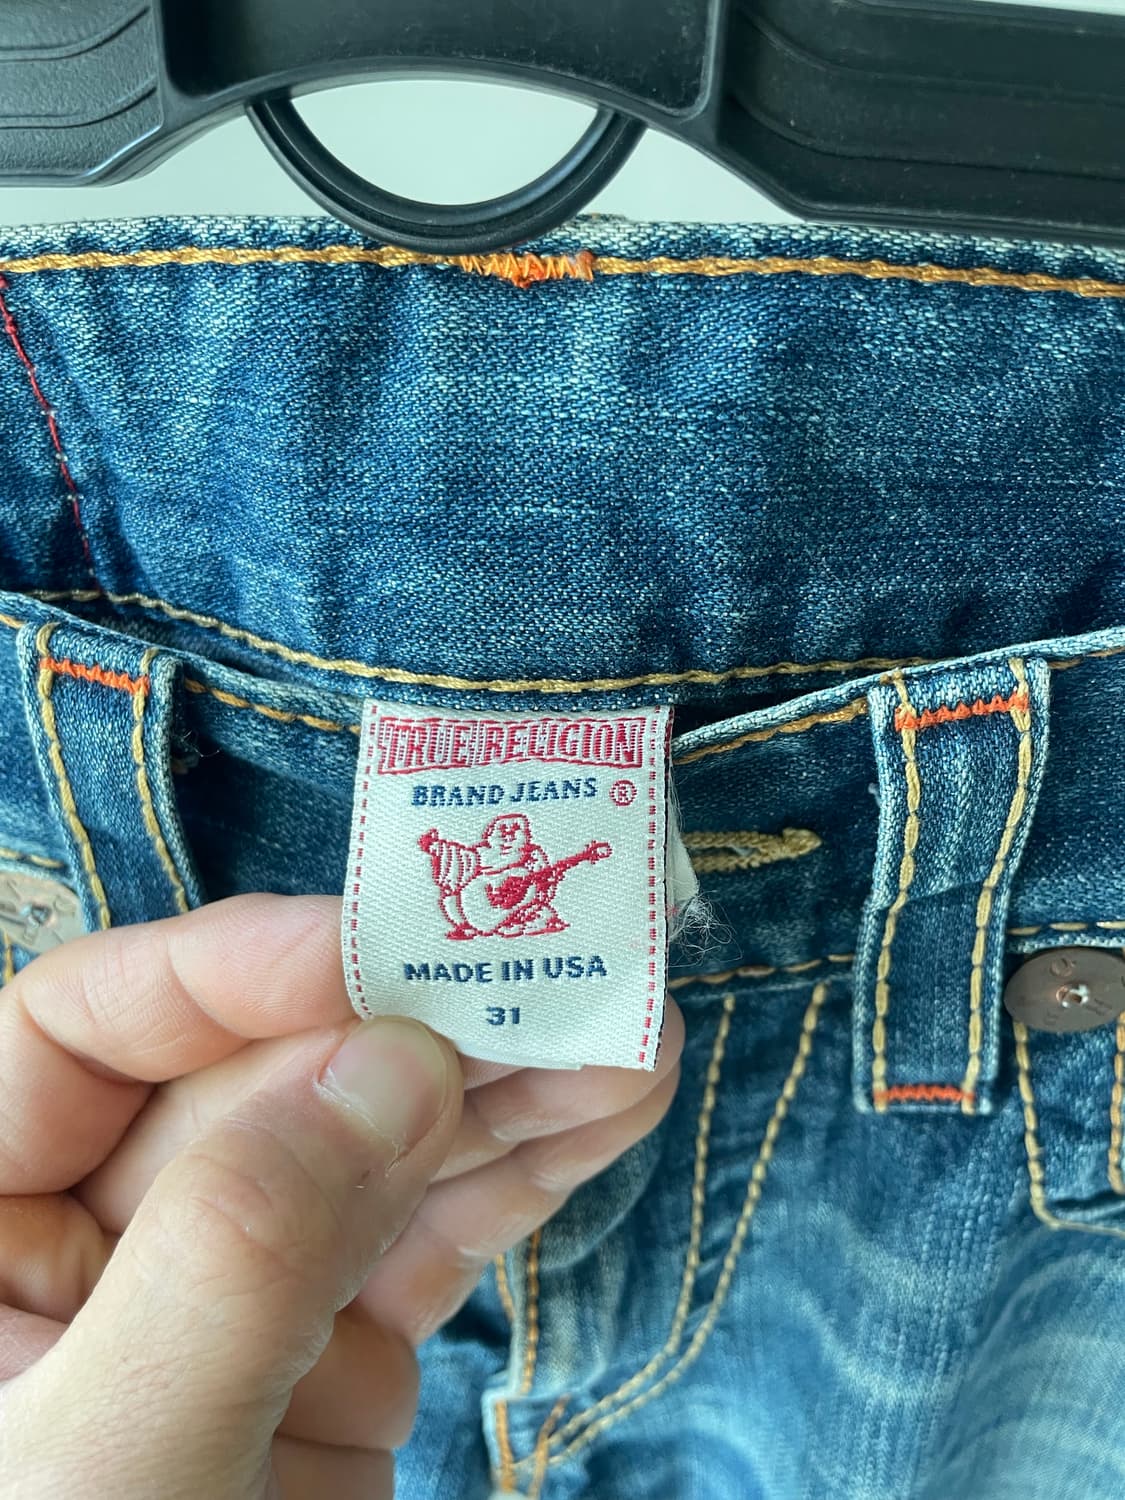 TRUE RELIGION
BRAND JEANS ®
MADE IN USA
31